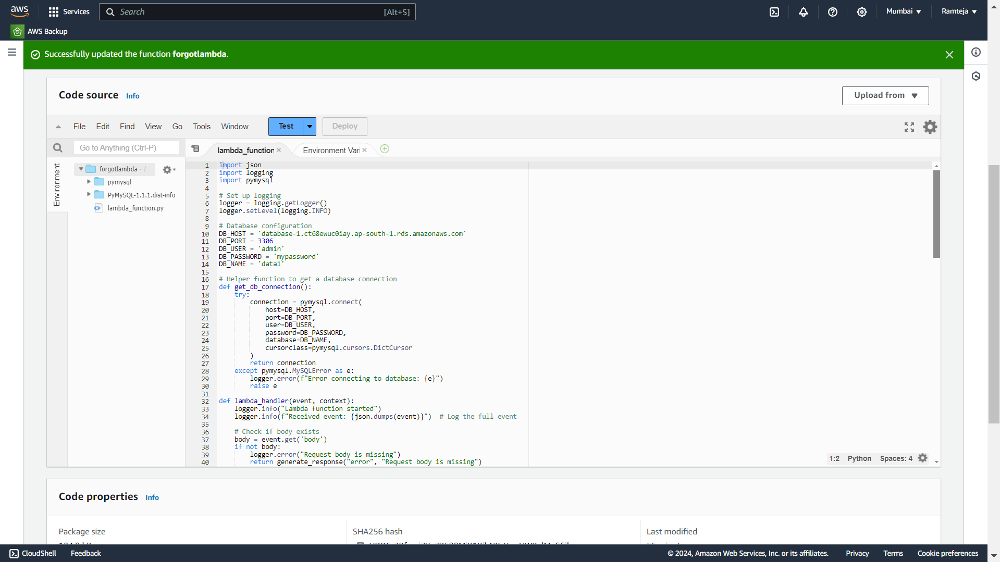 aws
Services
Search
[Alt+S]
Mumbai
Ramteja
AWS Backup
Successfully updated the function forgotlambda.
Code source Info
Upload from
File Edit Find View Go Tools Window
Test
Deploy
Go to Anything (Ctrl-P)
lambda_function
Environment Vari
Environment
forgotlambda - /
pymysql
PyMySQL-1.1.1.dist-info
lambda_function.py
1 import json
2 import logging
3 import pymysql
4
5 # Set up logging
6 logger = logging.getLogger()
7 logger.setLevel(logging.INFO)
8
9 # Database configuration
10 DB_HOST = 'database-1.ct68ewuc0iay.ap-south-1.rds.amazonaws.com'
11 DB_PORT = 3306
12 DB_USER = 'admin'
13 DB_PASSWORD = 'mypassword'
14 DB_NAME = 'data1'
15
16 # Helper function to get a database connection
17 def get_db_connection():
18 try:
19 connection = pymysql.connect(
20 host=DB_HOST,
21 port=DB_PORT,
22 user=DB_USER,
23 password=DB_PASSWORD,
24 database=DB_NAME,
25 cursorclass=pymysql.cursors.DictCursor
26 )
27 return connection
28 except pymysql.MySQLError as e:
29 logger.error(f"Error connecting to database: {e}")
30 raise e
31
32 def lambda_handler(event, context):
33 logger.info("Lambda function started")
34 logger.info(f"Received event: {json.dumps(event)}") # Log the full event
35
36 # Check if body exists
37 body = event.get('body')
38 if not body:
39 logger.error("Request body is missing")
40 return generate_response("error", "Request body is missing")
1:2 Python Spaces: 4
Code properties Info
Package size
SHA256 hash
Last modified
CloudShell Feedback
© 2024, Amazon Web Services, Inc. or its affiliates.
Privacy Terms Cookie preferences